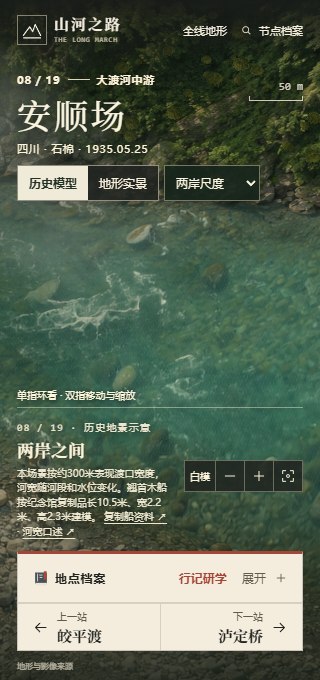 山河之路
THE LONG MARCH
全线地形
节点档案
08 / 19 —— 大渡河中游
50 m
安顺场
四川 · 石棉 · 1935.05.25
历史模型
地形实景
两岸尺度
单指环看 · 双指移动与缩放
08 / 19 · 历史地景示意
两岸之间
本场景按约300米表现渡口宽度，
河宽随河段和水位变化。翘首木船
按纪念馆复制品长10.5米、宽2.2
米、高2.3米建模。 复制船资料 ↗
· 河宽口述 ↗
白模
地点档案
行记研学
展开 +
← 上一站
皎平渡
下一站 →
泸定桥
地形与影像来源